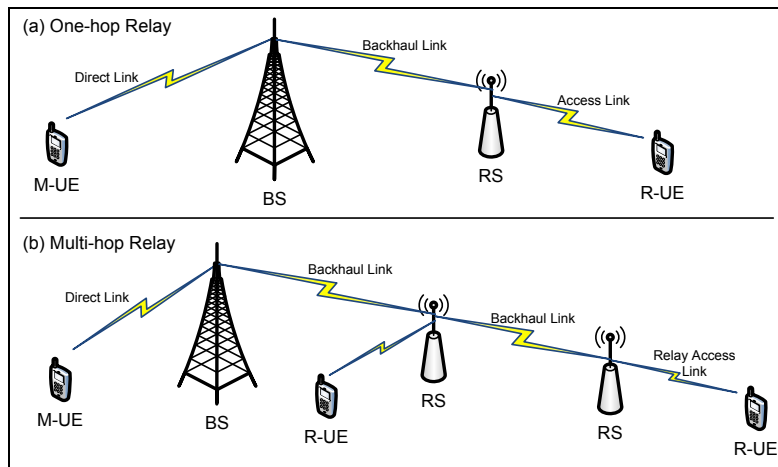 (a) One-hop Relay
Backhaul Link
Direct Link
Access Link
M-UE
BS
RS
R-UE
(b) Multi-hop Relay
Backhaul Link
Direct Link
Backhaul Link
Relay Access
Link
M-UE
BS
R-UE
RS
RS
R-UE